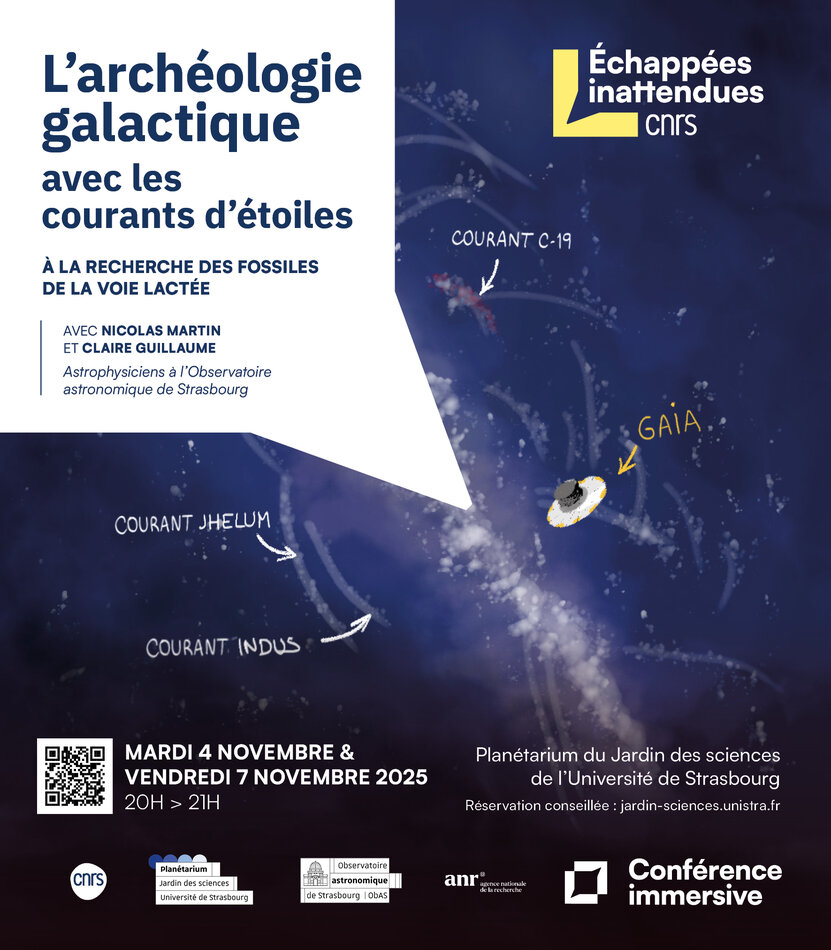 L’archéologie
galactique
avec les
courants d’étoiles
À LA RECHERCHE DES FOSSILES
DE LA VOIE LACTÉE
AVEC NICOLAS MARTIN
ET CLAIRE GUILLAUME
Astrophysiciens à l’Observatoire
astronomique de Strasbourg
Échappées
inattendues
cnrs
COURANT C-19
GAIA
COURANT JHELUM
COURANT INDUS
MARDI 4 NOVEMBRE &
VENDREDI 7 NOVEMBRE 2025
20H > 21H
Planétarium du Jardin des sciences
de l’Université de Strasbourg
Réservation conseillée : jardin-sciences.unistra.fr
cnrs
Planétarium
Jardin des sciences
Université de Strasbourg
Observatoire
astronomique
de Strasbourg | ObAS
anr®
agence nationale
de la recherche
Conférence
immersive